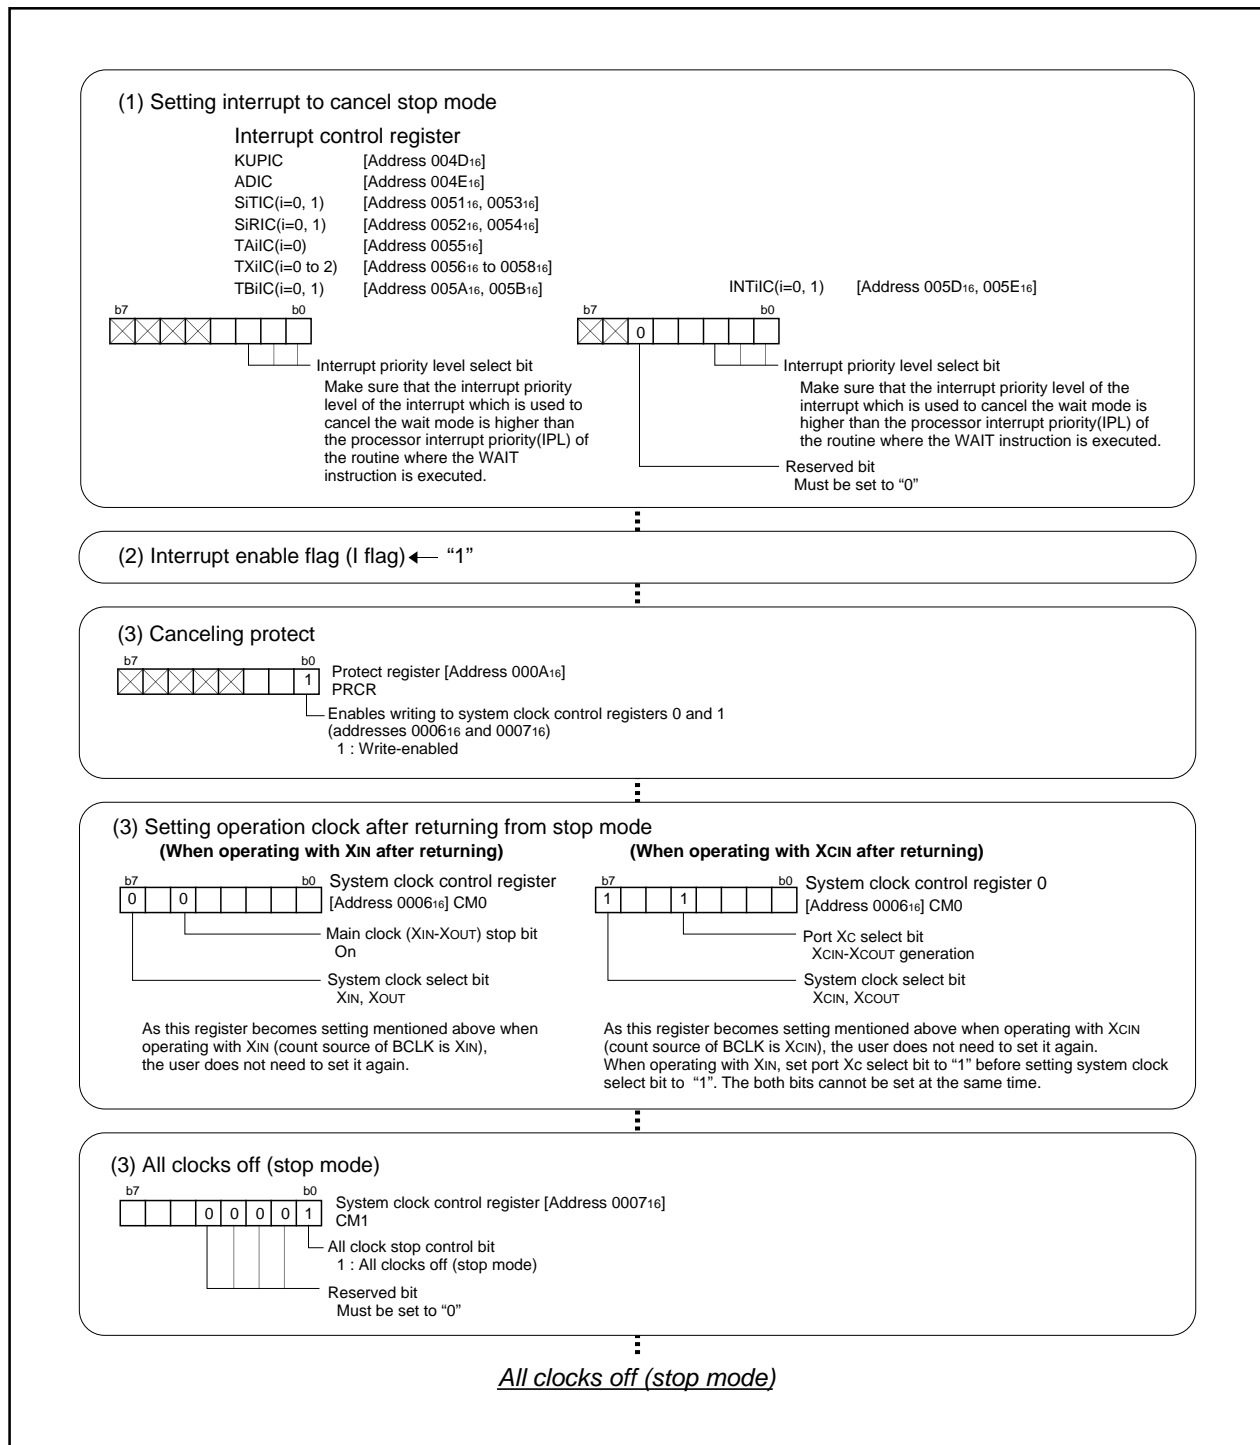 (1) Setting interrupt to cancel stop mode
Interrupt control register
KUPIC [Address 004D16]
ADIC [Address 004E16]
SiTIC(i=0, 1) [Address 005116, 005316]
SiRIC(i=0, 1) [Address 005216, 005416]
TAiIC(i=0) [Address 005516]
TXiIC(i=0 to 2) [Address 005616 to 005816]
TBiIC(i=0, 1) [Address 005A16, 005B16]
b7 b0
Interrupt priority level select bit
Make sure that the interrupt priority
level of the interrupt which is used to
cancel the wait mode is higher than
the processor interrupt priority(IPL) of
the routine where the WAIT
instruction is executed.
INTiIC(i=0, 1) [Address 005D16, 005E16]
b7 b0
0
Interrupt priority level select bit
Make sure that the interrupt priority level of the
interrupt which is used to cancel the wait mode is
higher than the processor interrupt priority(IPL) of
the routine where the WAIT instruction is executed.
Reserved bit
Must be set to “0”
(2) Interrupt enable flag (I flag) ← “1”
(3) Canceling protect
b7 b0
1
Protect register [Address 000A16]
PRCR
Enables writing to system clock control registers 0 and 1
(addresses 000616 and 000716)
1 : Write-enabled
(3) Setting operation clock after returning from stop mode
(When operating with XIN after returning)
b7 b0
0 0
System clock control register
[Address 000616] CM0
Main clock (XIN-XOUT) stop bit
On
System clock select bit
XIN, XOUT
As this register becomes setting mentioned above when
operating with XIN (count source of BCLK is XIN),
the user does not need to set it again.
(When operating with XCIN after returning)
b7 b0
1 1
System clock control register 0
[Address 000616] CM0
Port XC select bit
XCIN-XCOUT generation
System clock select bit
XCIN, XCOUT
As this register becomes setting mentioned above when operating with XCIN
(count source of BCLK is XCIN), the user does not need to set it again.
When operating with XIN, set port XC select bit to “1” before setting system clock
select bit to “1”. The both bits cannot be set at the same time.
(3) All clocks off (stop mode)
b7 b0
0 0 0 0 1
System clock control register [Address 000716]
CM1
All clock stop control bit
1 : All clocks off (stop mode)
Reserved bit
Must be set to “0”
All clocks off (stop mode)